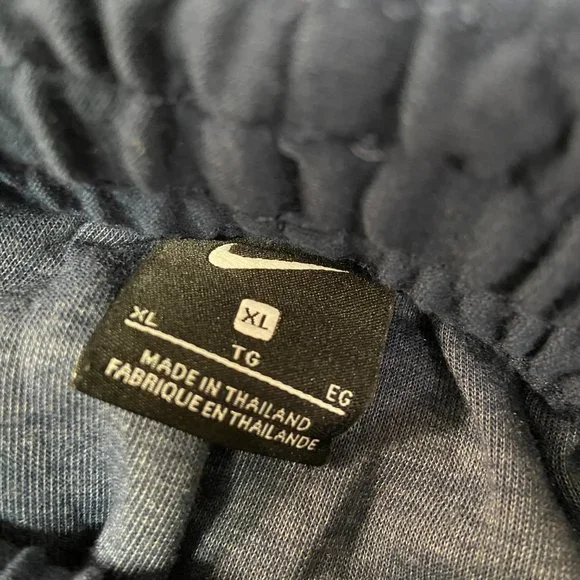 XL
XL TG EG
MADE IN THAILAND
FABRIQUE EN THAILANDE